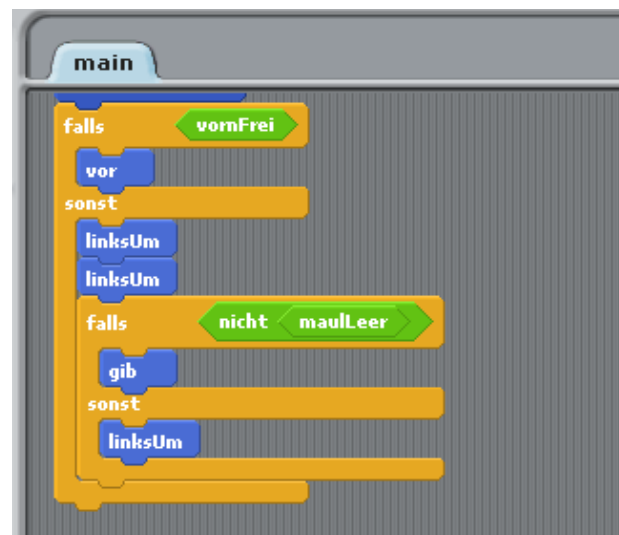 main
falls vornFrei
vor
sonst
linksUm
linksUm
falls nicht maulLeer
gib
sonst
linksUm